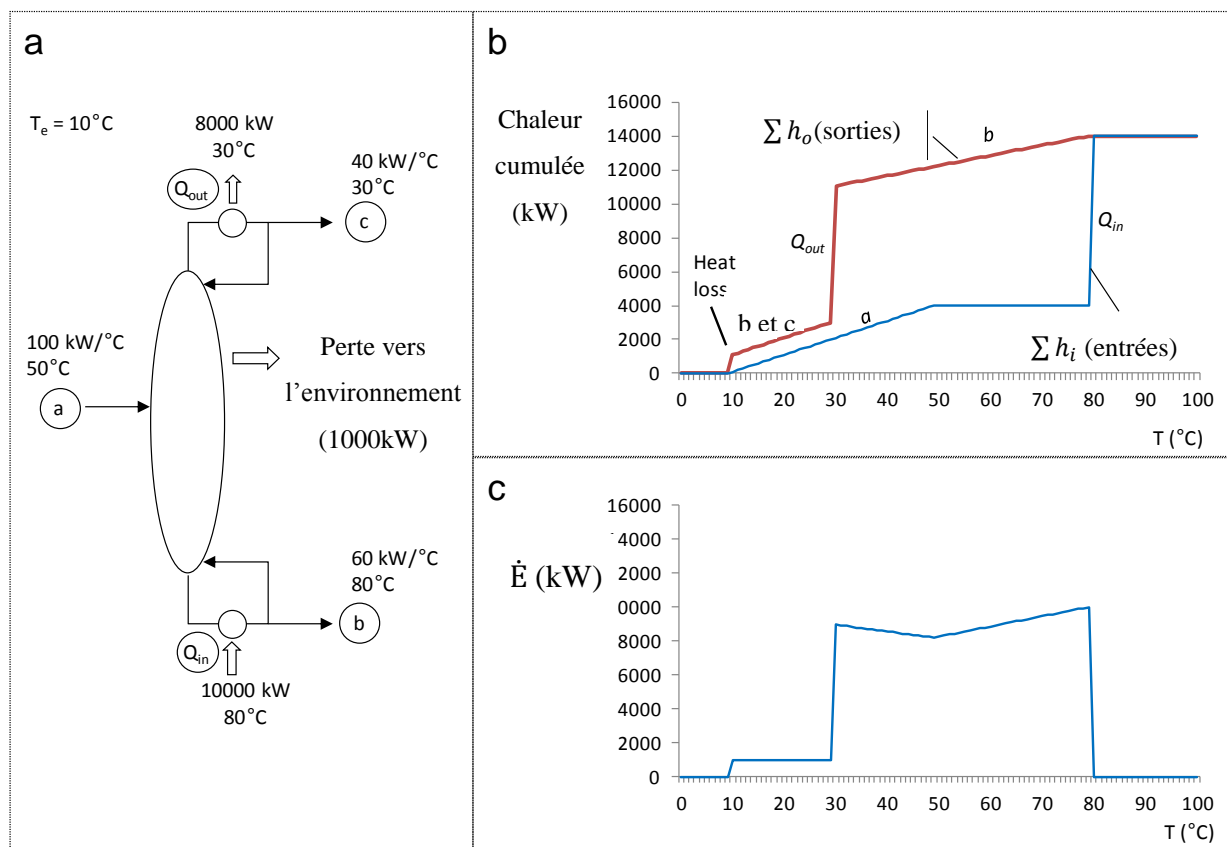 a
T_e = 10°C
8000 kW
30°C
Q_out
40 kW/°C
30°C
c
100 kW/°C
50°C
a
Perte vers
l'environnement
(1000kW)
60 kW/°C
80°C
b
Q_in
10000 kW
80°C
b
Chaleur
cumulée
(kW)
16000
14000
12000
10000
8000
6000
4000
2000
0
∑ h_o (sorties)
b
Q_out
Q_in
Heat
loss
b et c
a
∑ h_i (entrées)
0 10 20 30 40 50 60 70 80 90 100
T (°C)
c
Ė (kW)
16000
4000
2000
0000
8000
6000
4000
2000
0
0 10 20 30 40 50 60 70 80 90 100
T (°C)